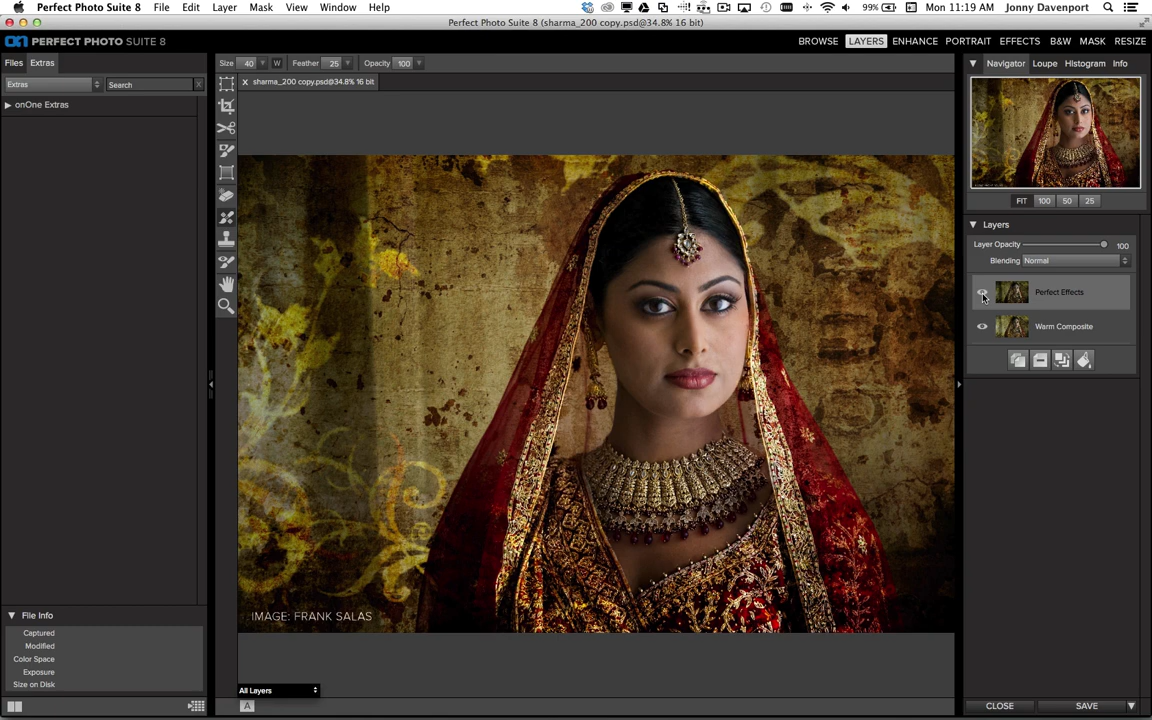 Perfect Photo Suite 8 File Edit Layer Mask View Window Help 99% Mon 11:19 AM Jonny Davenport
Perfect Photo Suite 8 (sharma_200 copy.psd@34.8% 16 bit)
on PERFECT PHOTO SUITE 8 BROWSE LAYERS ENHANCE PORTRAIT EFFECTS B&W MASK RESIZE
Files Extras Size 40 W Feather 25 Opacity 100 Navigator Loupe Histogram Info
Extras Search X
X sharma_200 copy.psd@34.8% 16 bit
onOne Extras
FIT 100 50 25
Layers
Layer Opacity 100
Blending Normal
Perfect Effects
Warm Composite
IMAGE: FRANK SALAS
File Info
Captured
Modified
Color Space
Exposure
Size on Disk
All Layers
A
CLOSE SAVE